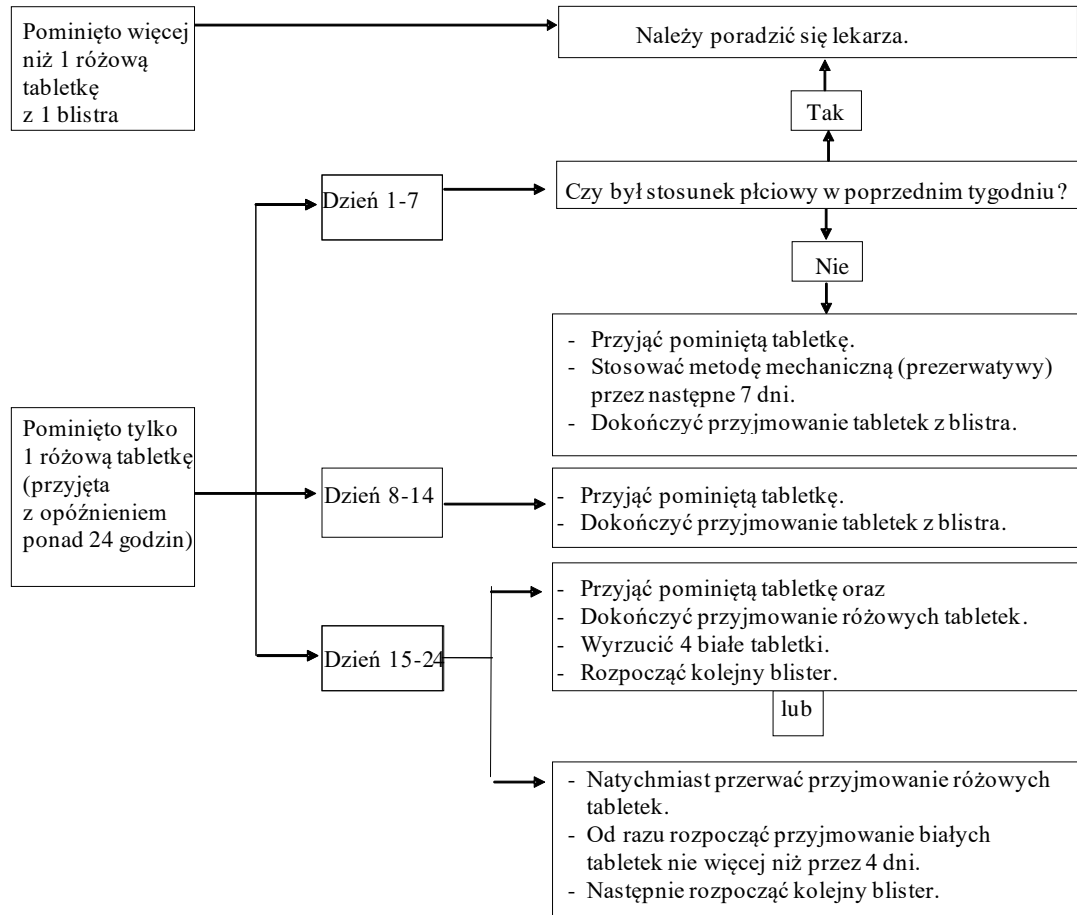 Pominięto więcej
niż 1 różową
tabletkę
z 1 blistra
Należy poradzić się lekarza.
Tak
Dzień 1-7
Czy był stosunek płciowy w poprzednim tygodniu?
Nie
- Przyjąć pominiętą tabletkę.
- Stosować metodę mechaniczną (prezerwatywy)
przez następne 7 dni.
- Dokończyć przyjmowanie tabletek z blistra.
Pominięto tylko
1 różową tabletkę
(przyjęta
z opóźnieniem
ponad 24 godzin)
Dzień 8-14
- Przyjąć pominiętą tabletkę.
- Dokończyć przyjmowanie tabletek z blistra.
Dzień 15-24
- Przyjąć pominiętą tabletkę oraz
- Dokończyć przyjmowanie różowych tabletek.
- Wyrzucić 4 białe tabletki.
- Rozpocząć kolejny blister.
lub
- Natychmiast przerwać przyjmowanie różowych
tabletek.
- Od razu rozpocząć przyjmowanie białych
tabletek nie więcej niż przez 4 dni.
- Następnie rozpocząć kolejny blister.